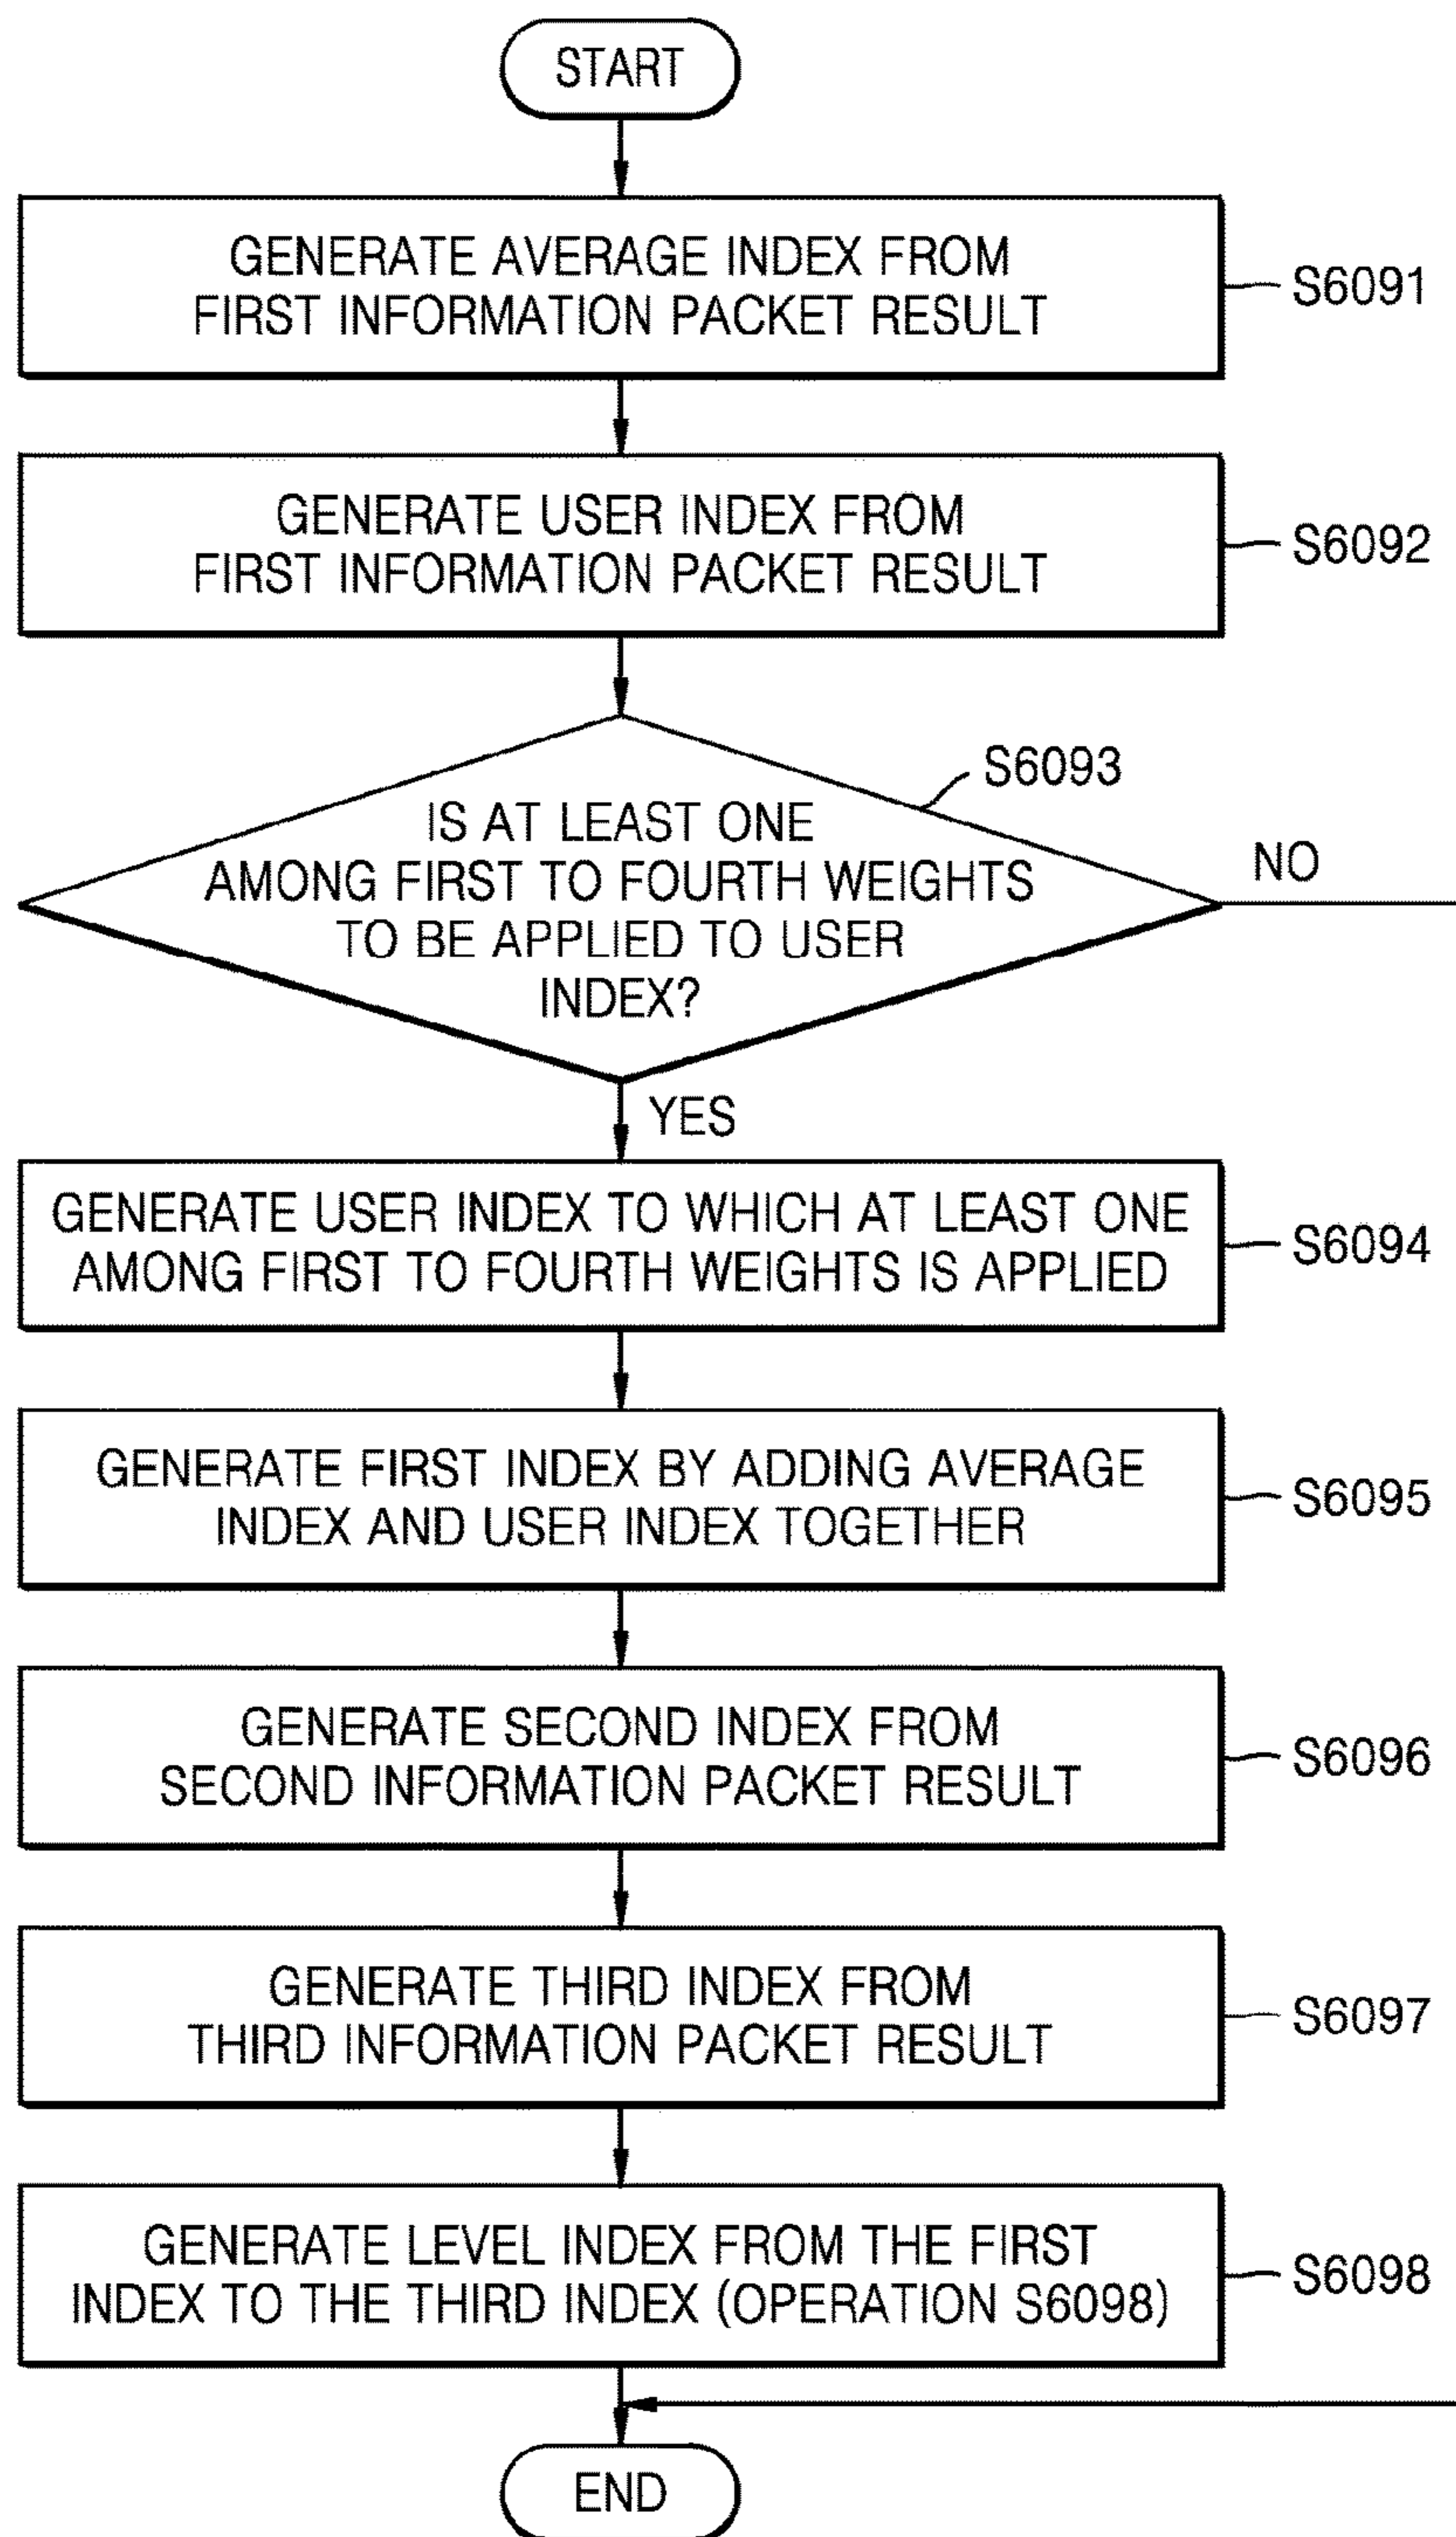 START
GENERATE AVERAGE INDEX FROM
FIRST INFORMATION PACKET RESULT
S6091
GENERATE USER INDEX FROM
FIRST INFORMATION PACKET RESULT
S6092
S6093
IS AT LEAST ONE
AMONG FIRST TO FOURTH WEIGHTS
TO BE APPLIED TO USER
INDEX?
NO
YES
GENERATE USER INDEX TO WHICH AT LEAST ONE
AMONG FIRST TO FOURTH WEIGHTS IS APPLIED
S6094
GENERATE FIRST INDEX BY ADDING AVERAGE
INDEX AND USER INDEX TOGETHER
S6095
GENERATE SECOND INDEX FROM
SECOND INFORMATION PACKET RESULT
S6096
GENERATE THIRD INDEX FROM
THIRD INFORMATION PACKET RESULT
S6097
GENERATE LEVEL INDEX FROM THE FIRST
INDEX TO THE THIRD INDEX (OPERATION S6098)
S6098
END